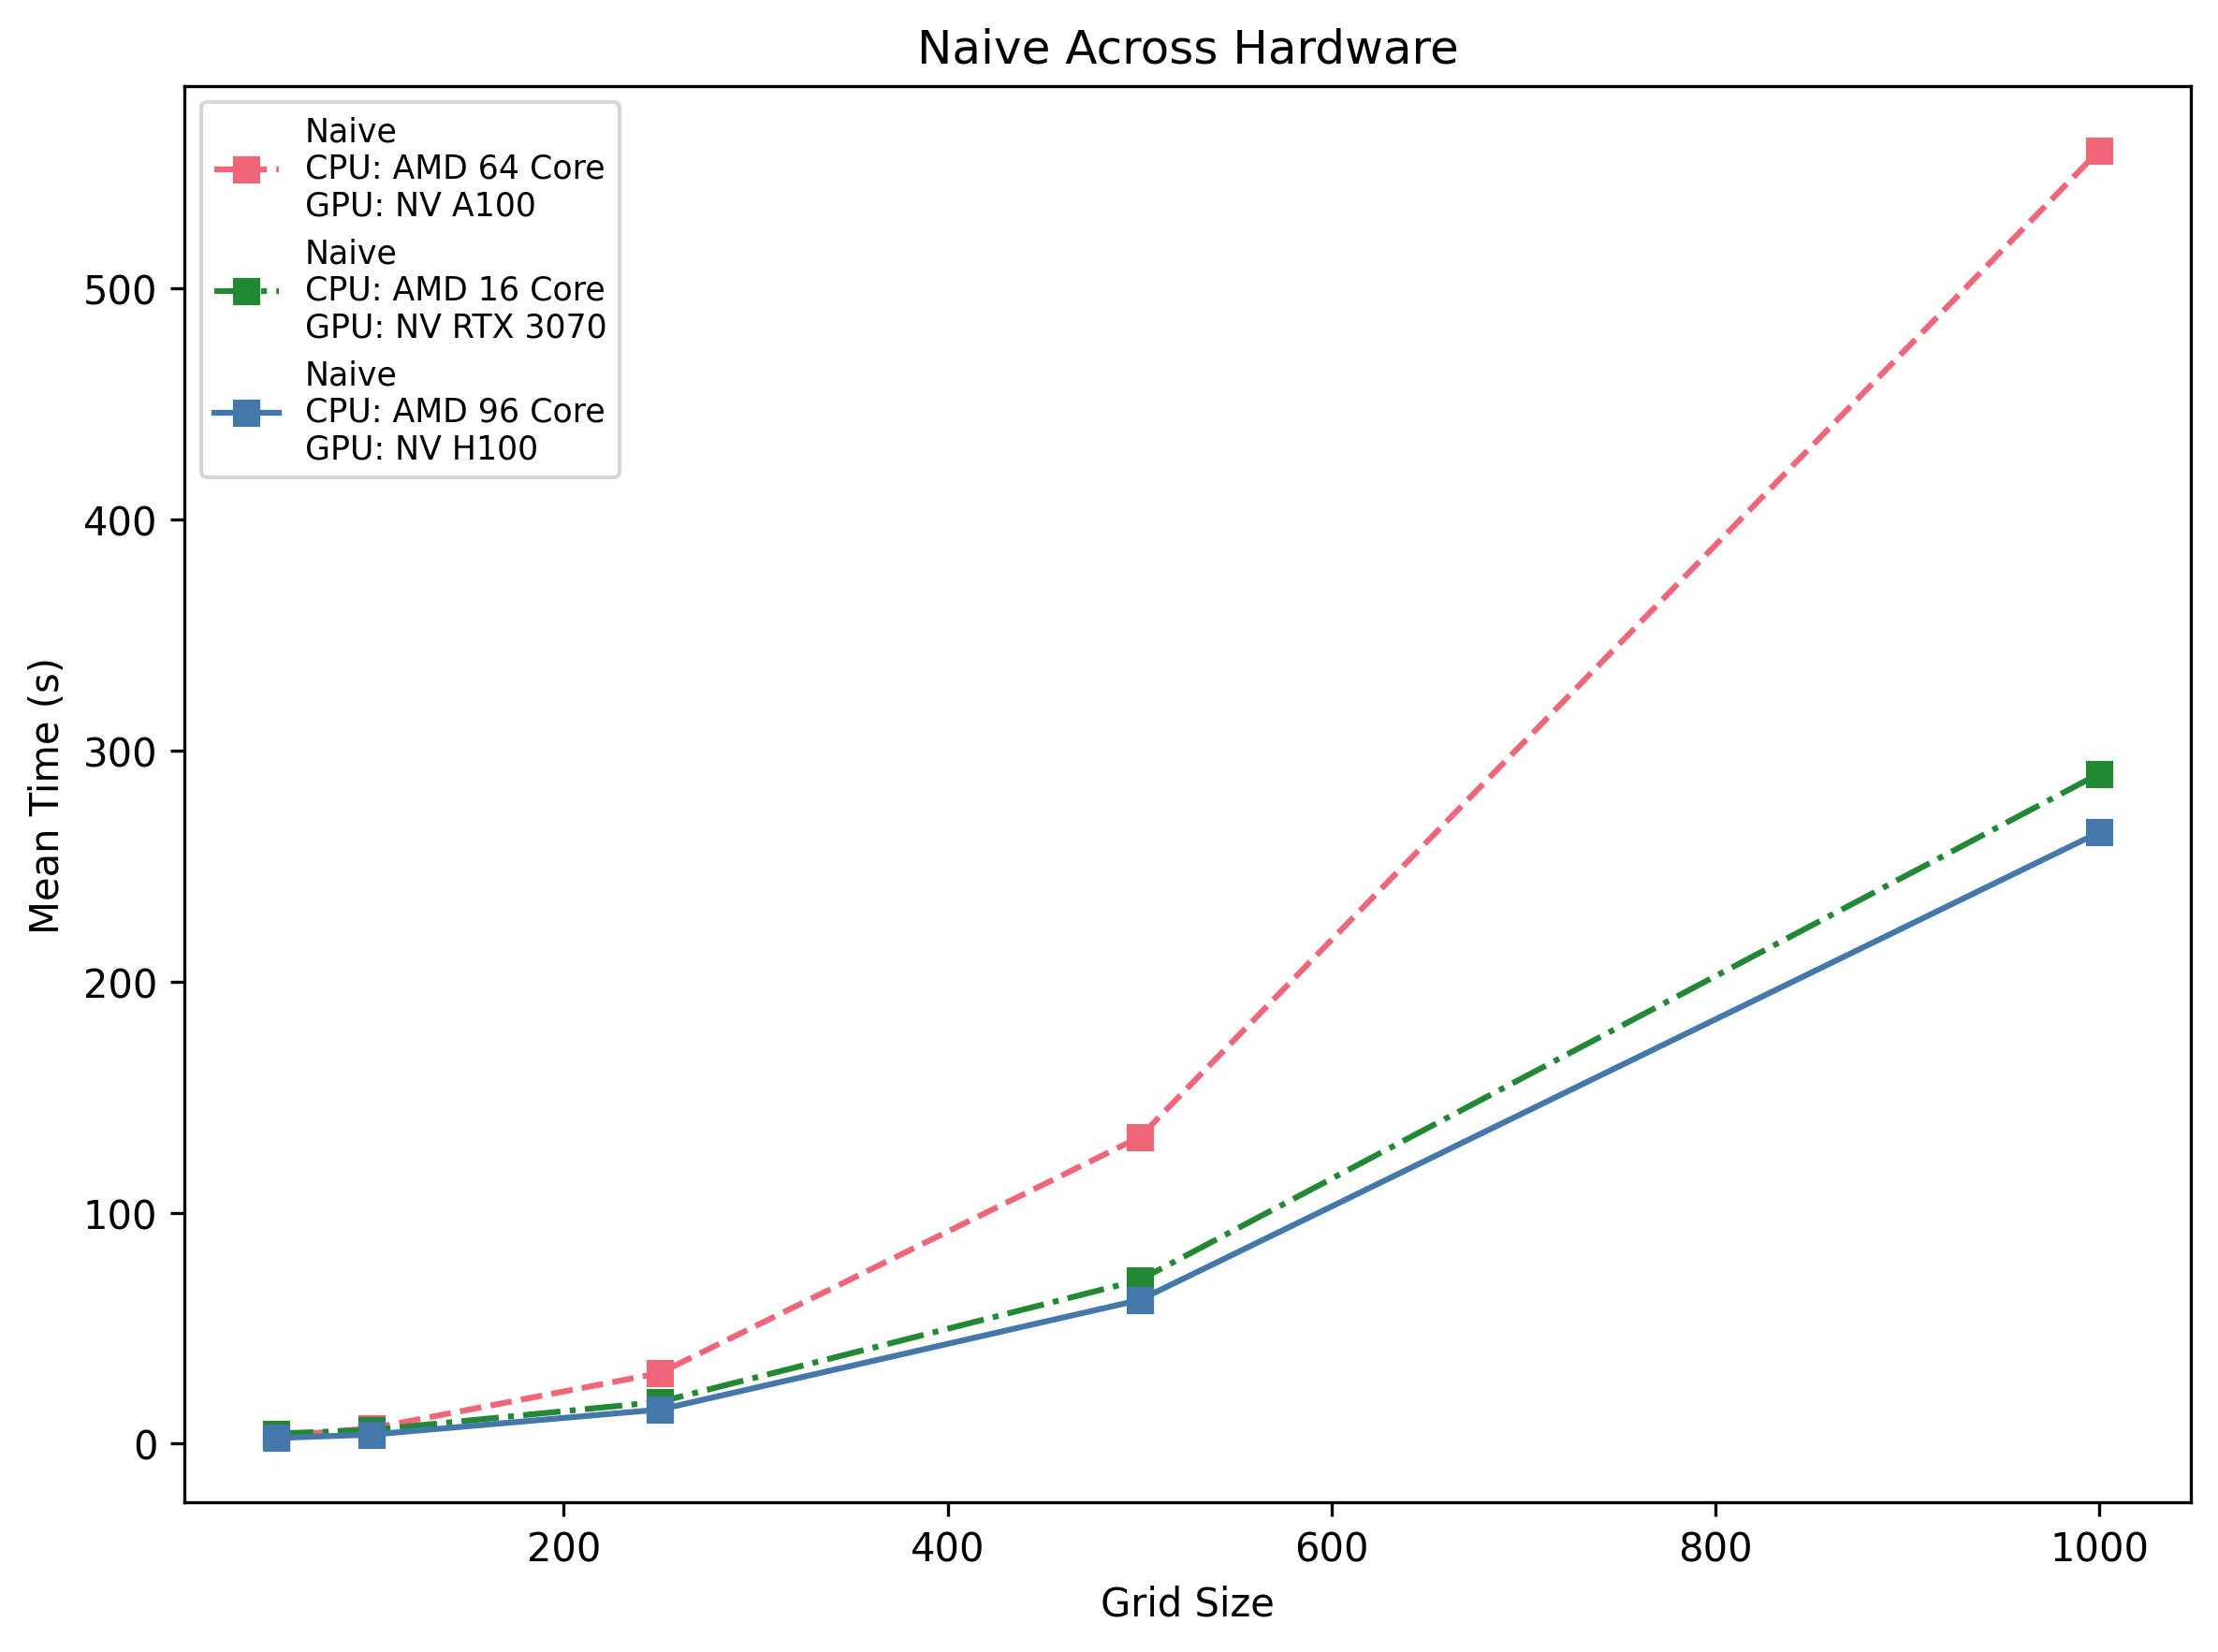 Naive Across Hardware
Naive
CPU: AMD 64 Core
GPU: NV A100
Naive
CPU: AMD 16 Core
GPU: NV RTX 3070
Naive
CPU: AMD 96 Core
GPU: NV H100
500
400
300
200
100
0
Mean Time (s)
200
400
600
800
1000
Grid Size